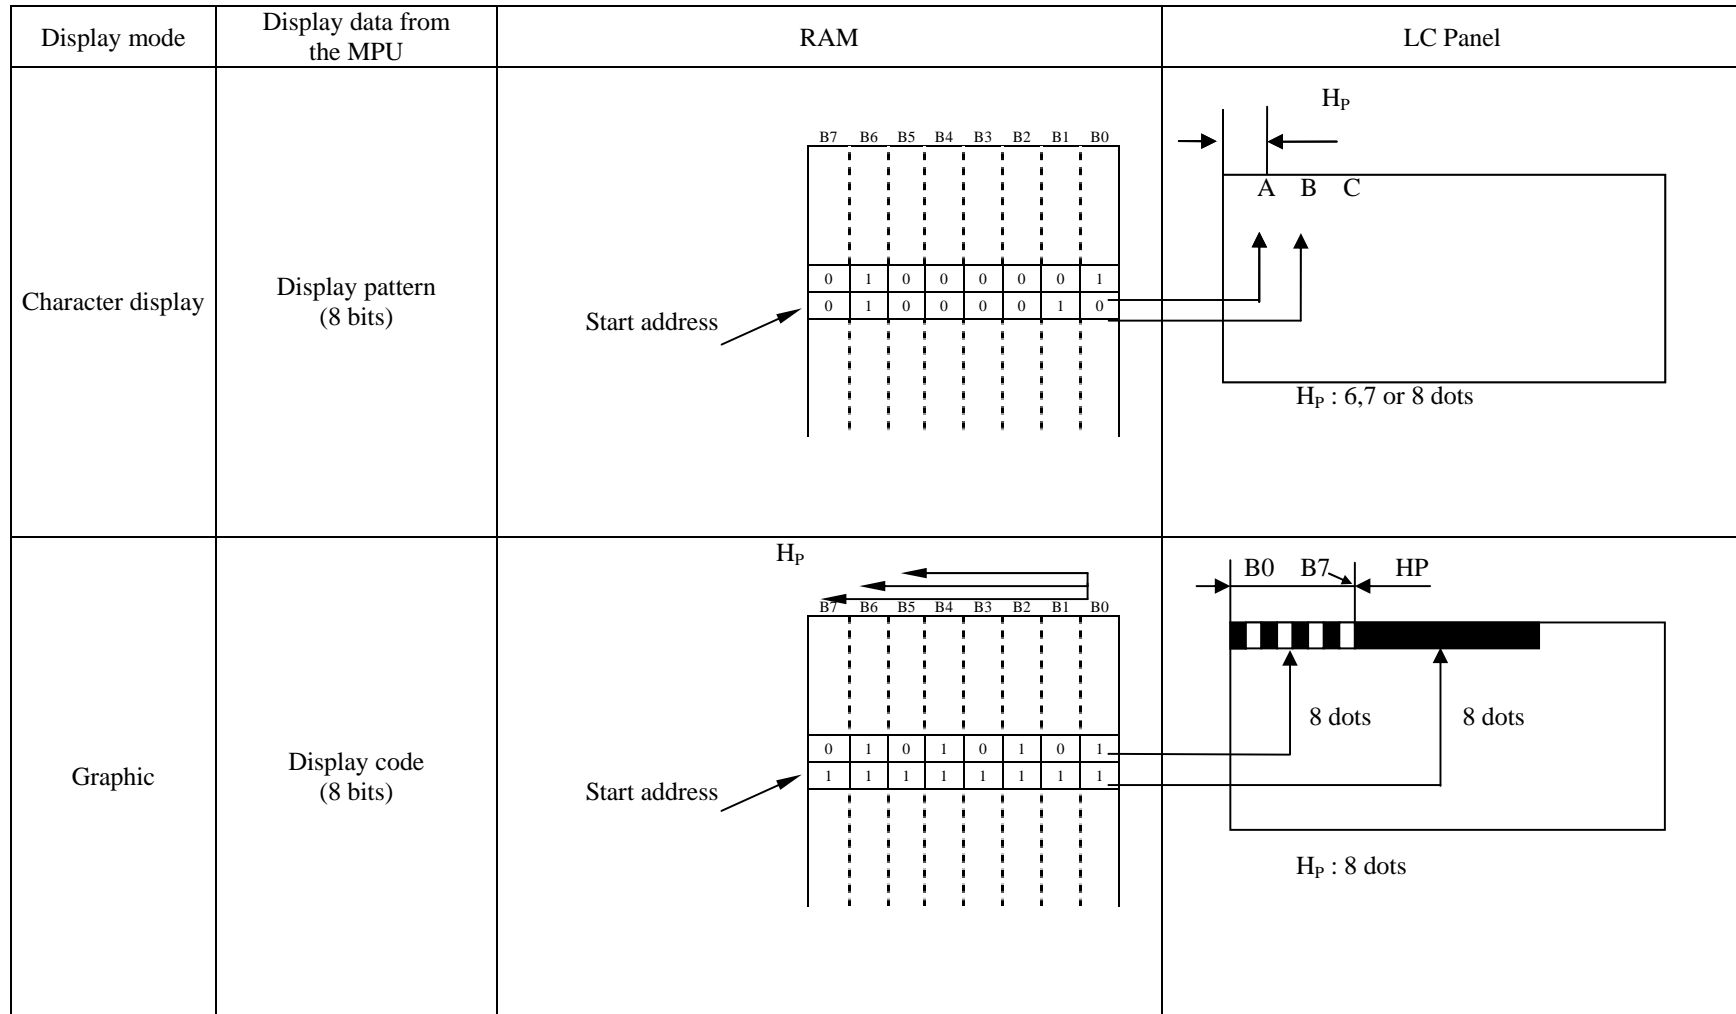 Display mode
Display data from
the MPU
RAM
LC Panel
Character display
Display pattern
(8 bits)
Start address
B7 B6 B5 B4 B3 B2 B1 B0
0 1 0 0 0 0 0 1
0 1 0 0 0 0 1 0
HP
A B C
HP : 6,7 or 8 dots
Graphic
Display code
(8 bits)
Start address
HP
B7 B6 B5 B4 B3 B2 B1 B0
0 1 0 1 0 1 0 1
1 1 1 1 1 1 1 1
B0 B7 HP
8 dots 8 dots
HP : 8 dots